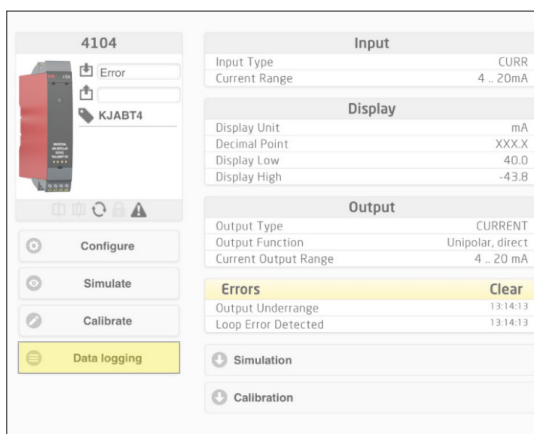 4104
Error
KJABT4
Configure
Simulate
Calibrate
Data logging
Input
Input Type CURR
Current Range 4 .. 20mA
Display
Display Unit mA
Decimal Point XXX.X
Display Low 40.0
Display High -43.8
Output
Output Type CURRENT
Output Function Unipolar, direct
Current Output Range 4 .. 20 mA
Errors Clear
Output Underrange 13:14:13
Loop Error Detected 13:14:13
Simulation
Calibration